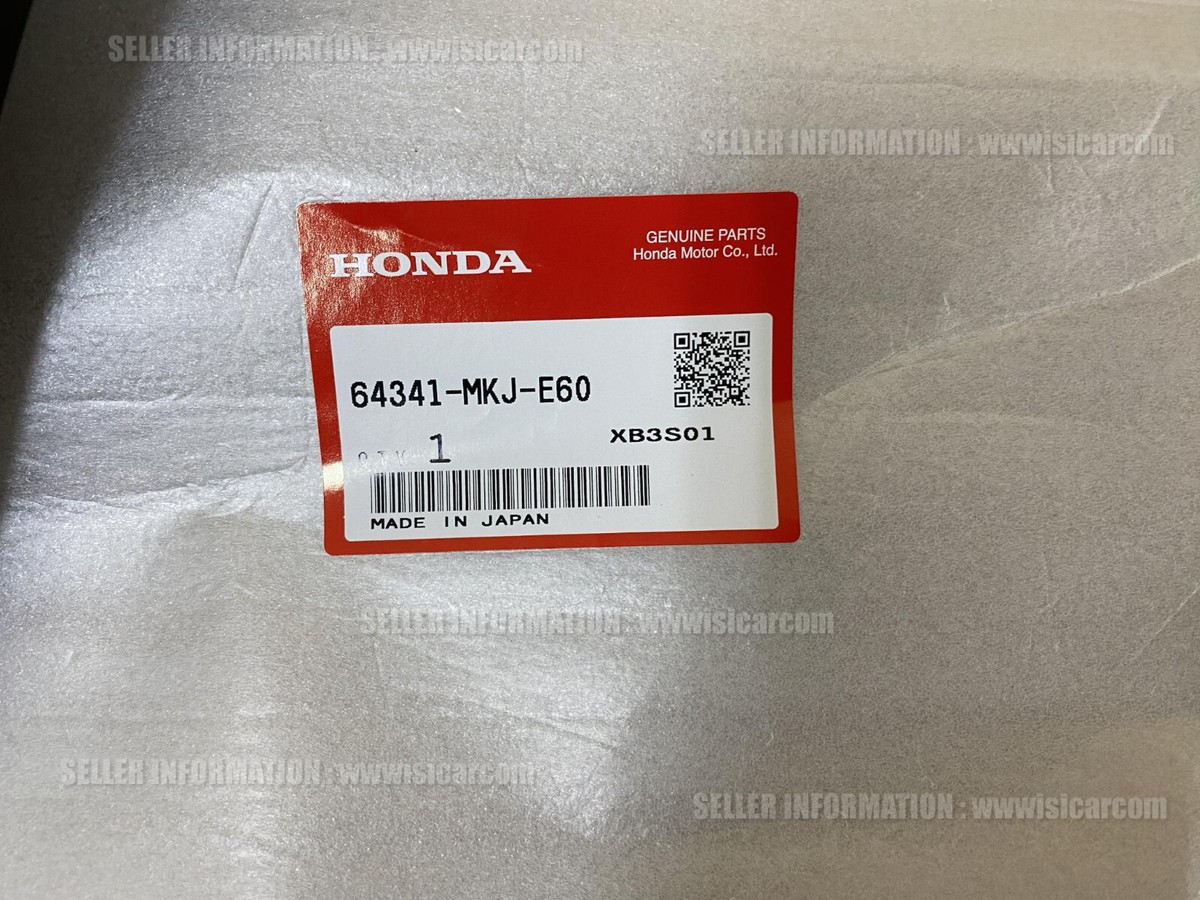 SELLER INFORMATION : wwwisicarcom
SELLER INFORMATION : wwwisicarcom
GENUINE PARTS
Honda Motor Co., Ltd.
HONDA
64341-MKJ-E60
XB3S01
1
MADE IN JAPAN
SELLER INFORMATION : wwwisicarcom
SELLER INFORMATION : wwwisicarcom
SELLER INFORMATION : wwwisicarcom